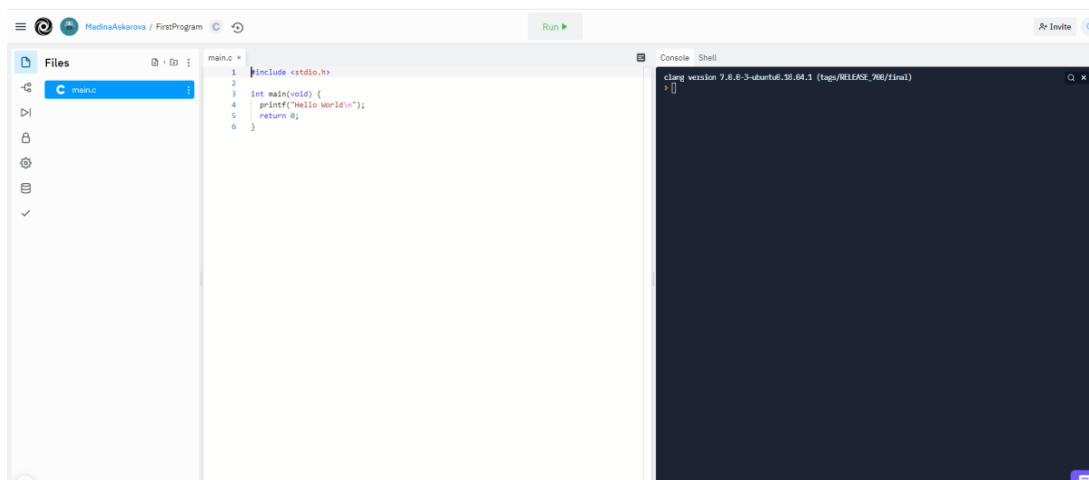 MadinaAskarova / FirstProgram C
Run
Invite
Files
C main.c
main.c ×
Console Shell
1 #include <stdio.h>
2
3 int main(void) {
4 printf("Hello World\n");
5 return 0;
6 }
clang version 7.0.0-3~ubuntu0.18.04.1 (tags/RELEASE_700/final)